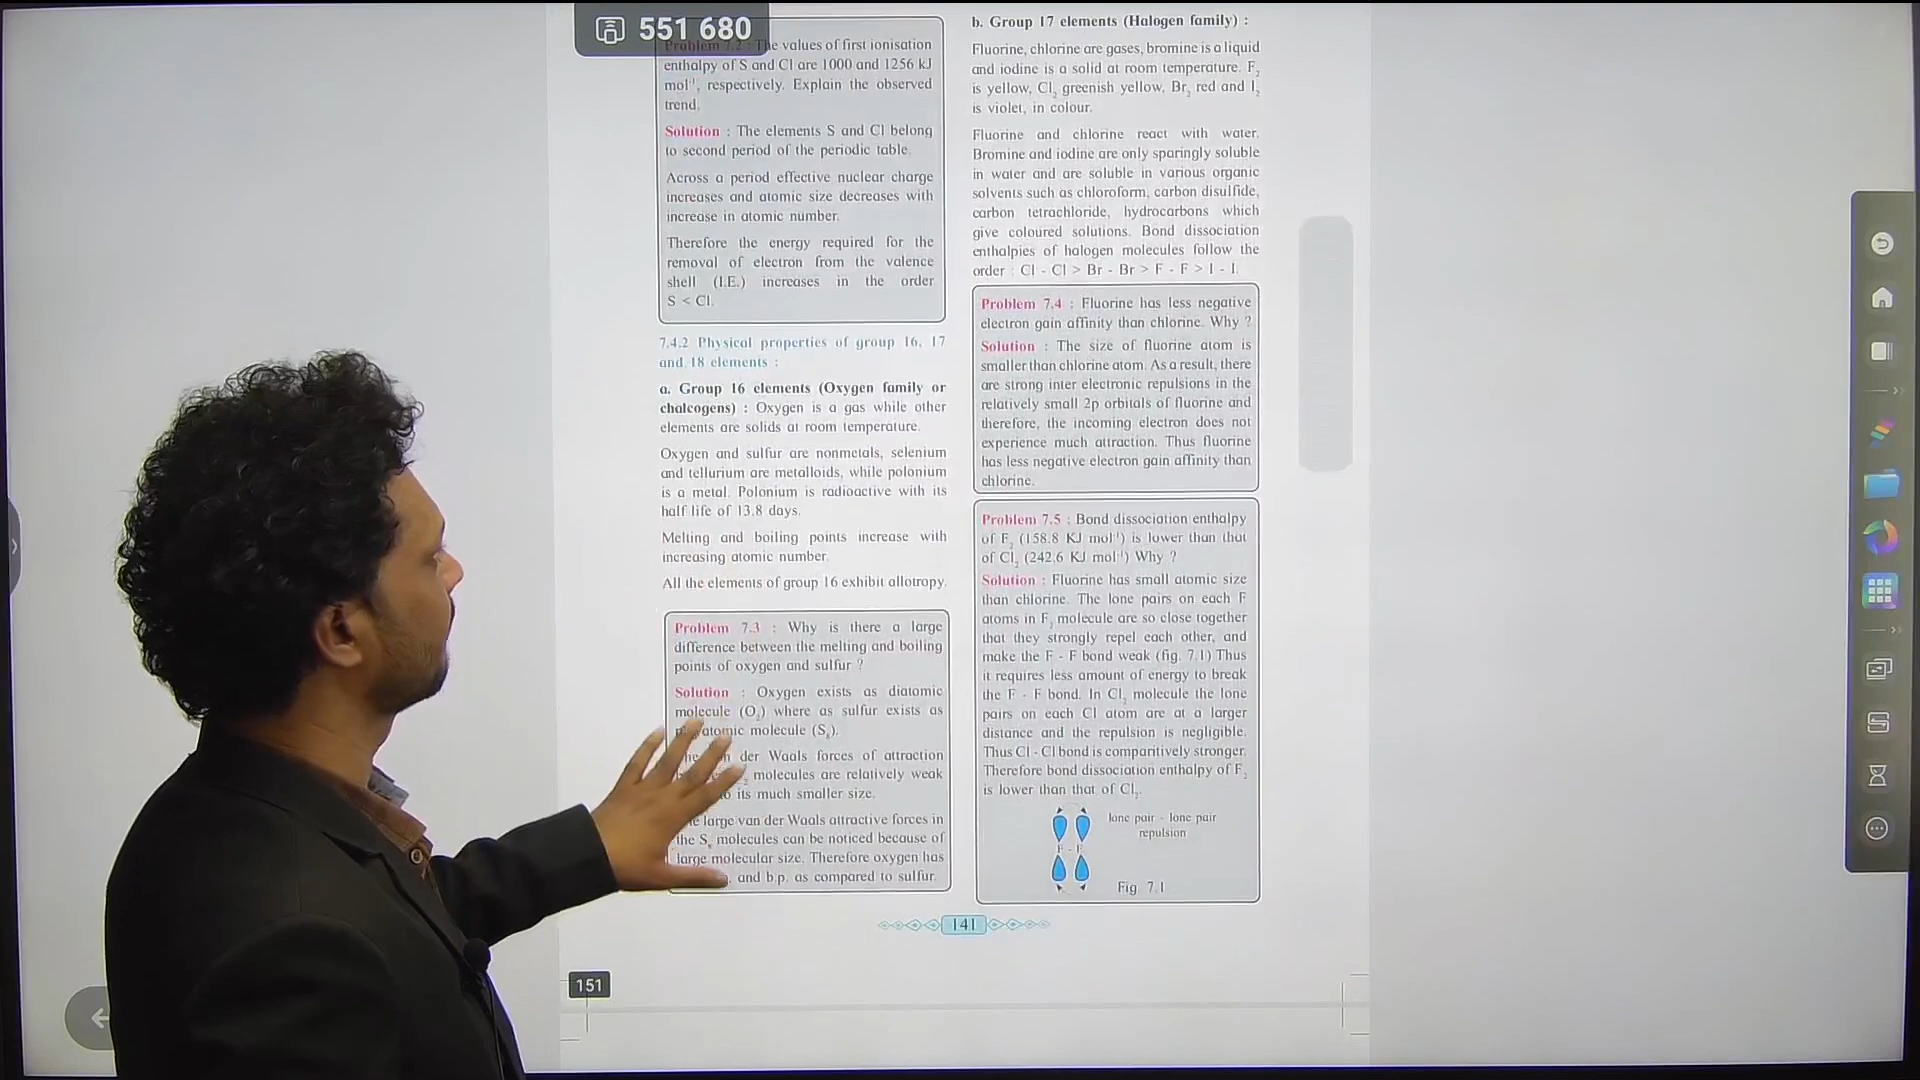 551 680
Problem 7.2 : The values of first ionisation
enthalpy of S and Cl are 1000 and 1256 kJ
mol⁻¹, respectively. Explain the observed
trend.
Solution : The elements S and Cl belong
to second period of the periodic table.
Across a period effective nuclear charge
increases and atomic size decreases with
increase in atomic number.
Therefore the energy required for the
removal of electron from the valence
shell (I.E.) increases in the order
S < Cl.
7.4.2 Physical properties of group 16, 17
and 18 elements :
a. Group 16 elements (Oxygen family or
chalcogens) : Oxygen is a gas while other
elements are solids at room temperature.
Oxygen and sulfur are nonmetals, selenium
and tellurium are metalloids, while polonium
is a metal. Polonium is radioactive with its
half life of 13.8 days.
Melting and boiling points increase with
increasing atomic number.
All the elements of group 16 exhibit allotropy.
Problem 7.3 : Why is there a large
difference between the melting and boiling
points of oxygen and sulfur ?
Solution : Oxygen exists as diatomic
molecule (O₂) where as sulfur exists as
molecule (S₈).
der Waals forces of attraction
molecules are relatively weak
its much smaller size.
large van der Waals attractive forces in
the S₈ molecules can be noticed because of
large molecular size. Therefore oxygen has
and b.p. as compared to sulfur.
b. Group 17 elements (Halogen family) :
Fluorine, chlorine are gases, bromine is a liquid
and iodine is a solid at room temperature. F₂
is yellow, Cl₂ greenish yellow, Br₂ red and I₂
is violet, in colour.
Fluorine and chlorine react with water.
Bromine and iodine are only sparingly soluble
in water and are soluble in various organic
solvents such as chloroform, carbon disulfide,
carbon tetrachloride, hydrocarbons which
give coloured solutions. Bond dissociation
enthalpies of halogen molecules follow the
order : Cl - Cl > Br - Br > F - F > I - I.
Problem 7.4 : Fluorine has less negative
electron gain affinity than chlorine. Why ?
Solution : The size of fluorine atom is
smaller than chlorine atom. As a result, there
are strong inter electronic repulsions in the
relatively small 2p orbitals of fluorine and
therefore, the incoming electron does not
experience much attraction. Thus fluorine
has less negative electron gain affinity than
chlorine.
Problem 7.5 : Bond dissociation enthalpy
of F₂ (158.8 KJ mol⁻¹) is lower than that
of Cl₂ (242.6 KJ mol⁻¹) Why ?
Solution : Fluorine has small atomic size
than chlorine. The lone pairs on each F
atoms in F₂ molecule are so close together
that they strongly repel each other, and
make the F - F bond weak (fig. 7.1) Thus
it requires less amount of energy to break
the F - F bond. In Cl₂ molecule the lone
pairs on each Cl atom are at a larger
distance and the repulsion is negligible.
Thus Cl - Cl bond is comparitively stronger.
Therefore bond dissociation enthalpy of F₂
is lower than that of Cl₂.
lone pair - lone pair
repulsion
F - F
Fig. 7.1
141
151